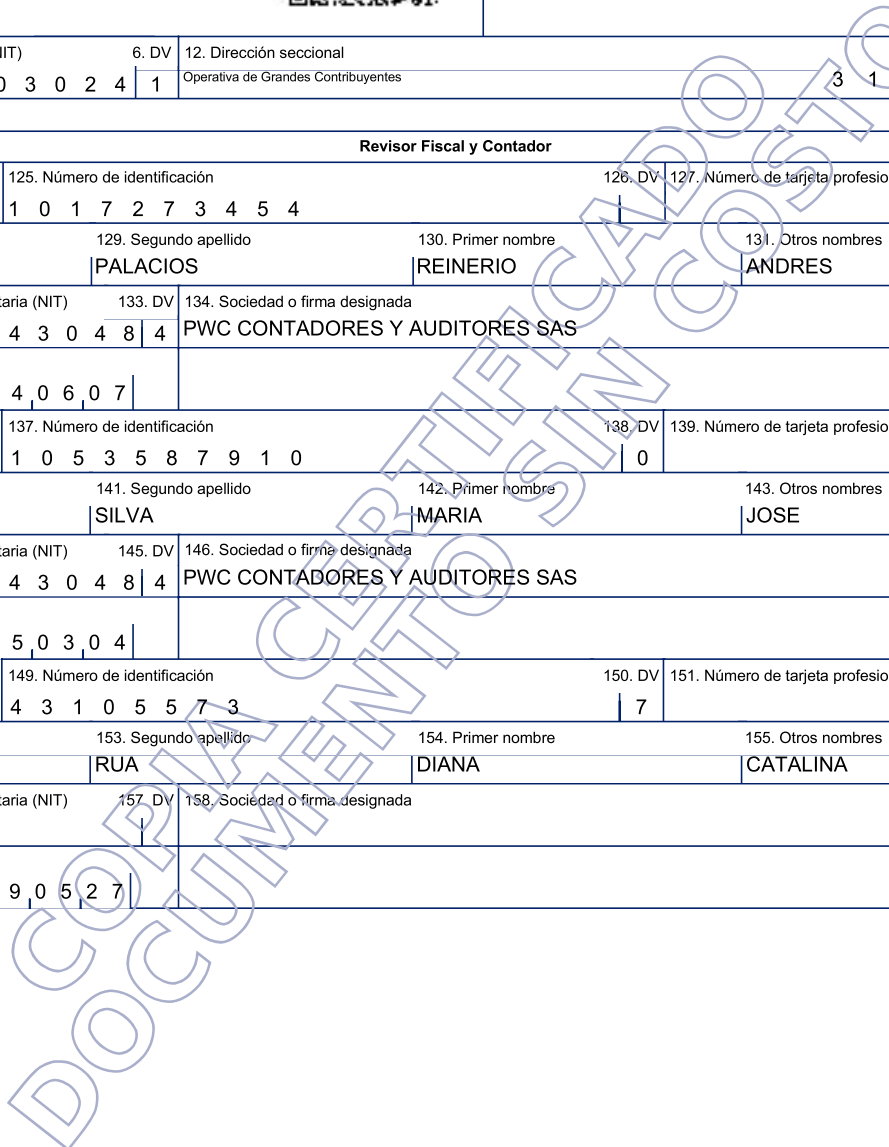 NIT) 6. DV 12. Dirección seccional
0 3 0 2 4 1 Operativa de Grandes Contribuyentes 3 1
Revisor Fiscal y Contador
125. Número de identificación 126. DV 127. Número de tarjeta profesio
1 0 1 7 2 7 3 4 5 4
129. Segundo apellido 130. Primer nombre 131. Otros nombres
PALACIOS REINERIO ANDRES
taria (NIT) 133. DV 134. Sociedad o firma designada
4 3 0 4 8 4 PWC CONTADORES Y AUDITORES SAS
4 0 6 0 7
137. Número de identificación 138. DV 139. Número de tarjeta profesio
1 0 5 3 5 8 7 9 1 0 0
141. Segundo apellido 142. Primer nombre 143. Otros nombres
SILVA MARIA JOSE
taria (NIT) 145. DV 146. Sociedad o firma designada
4 3 0 4 8 4 PWC CONTADORES Y AUDITORES SAS
5 0 3 0 4
149. Número de identificación 150. DV 151. Número de tarjeta profesio
4 3 1 0 5 5 7 3 7
153. Segundo apellido 154. Primer nombre 155. Otros nombres
RUA DIANA CATALINA
taria (NIT) 157. DV 158. Sociedad o firma designada
9 0 5 2 7
COPIA CERTIFICADO
DOCUMENTO SIN COSTO